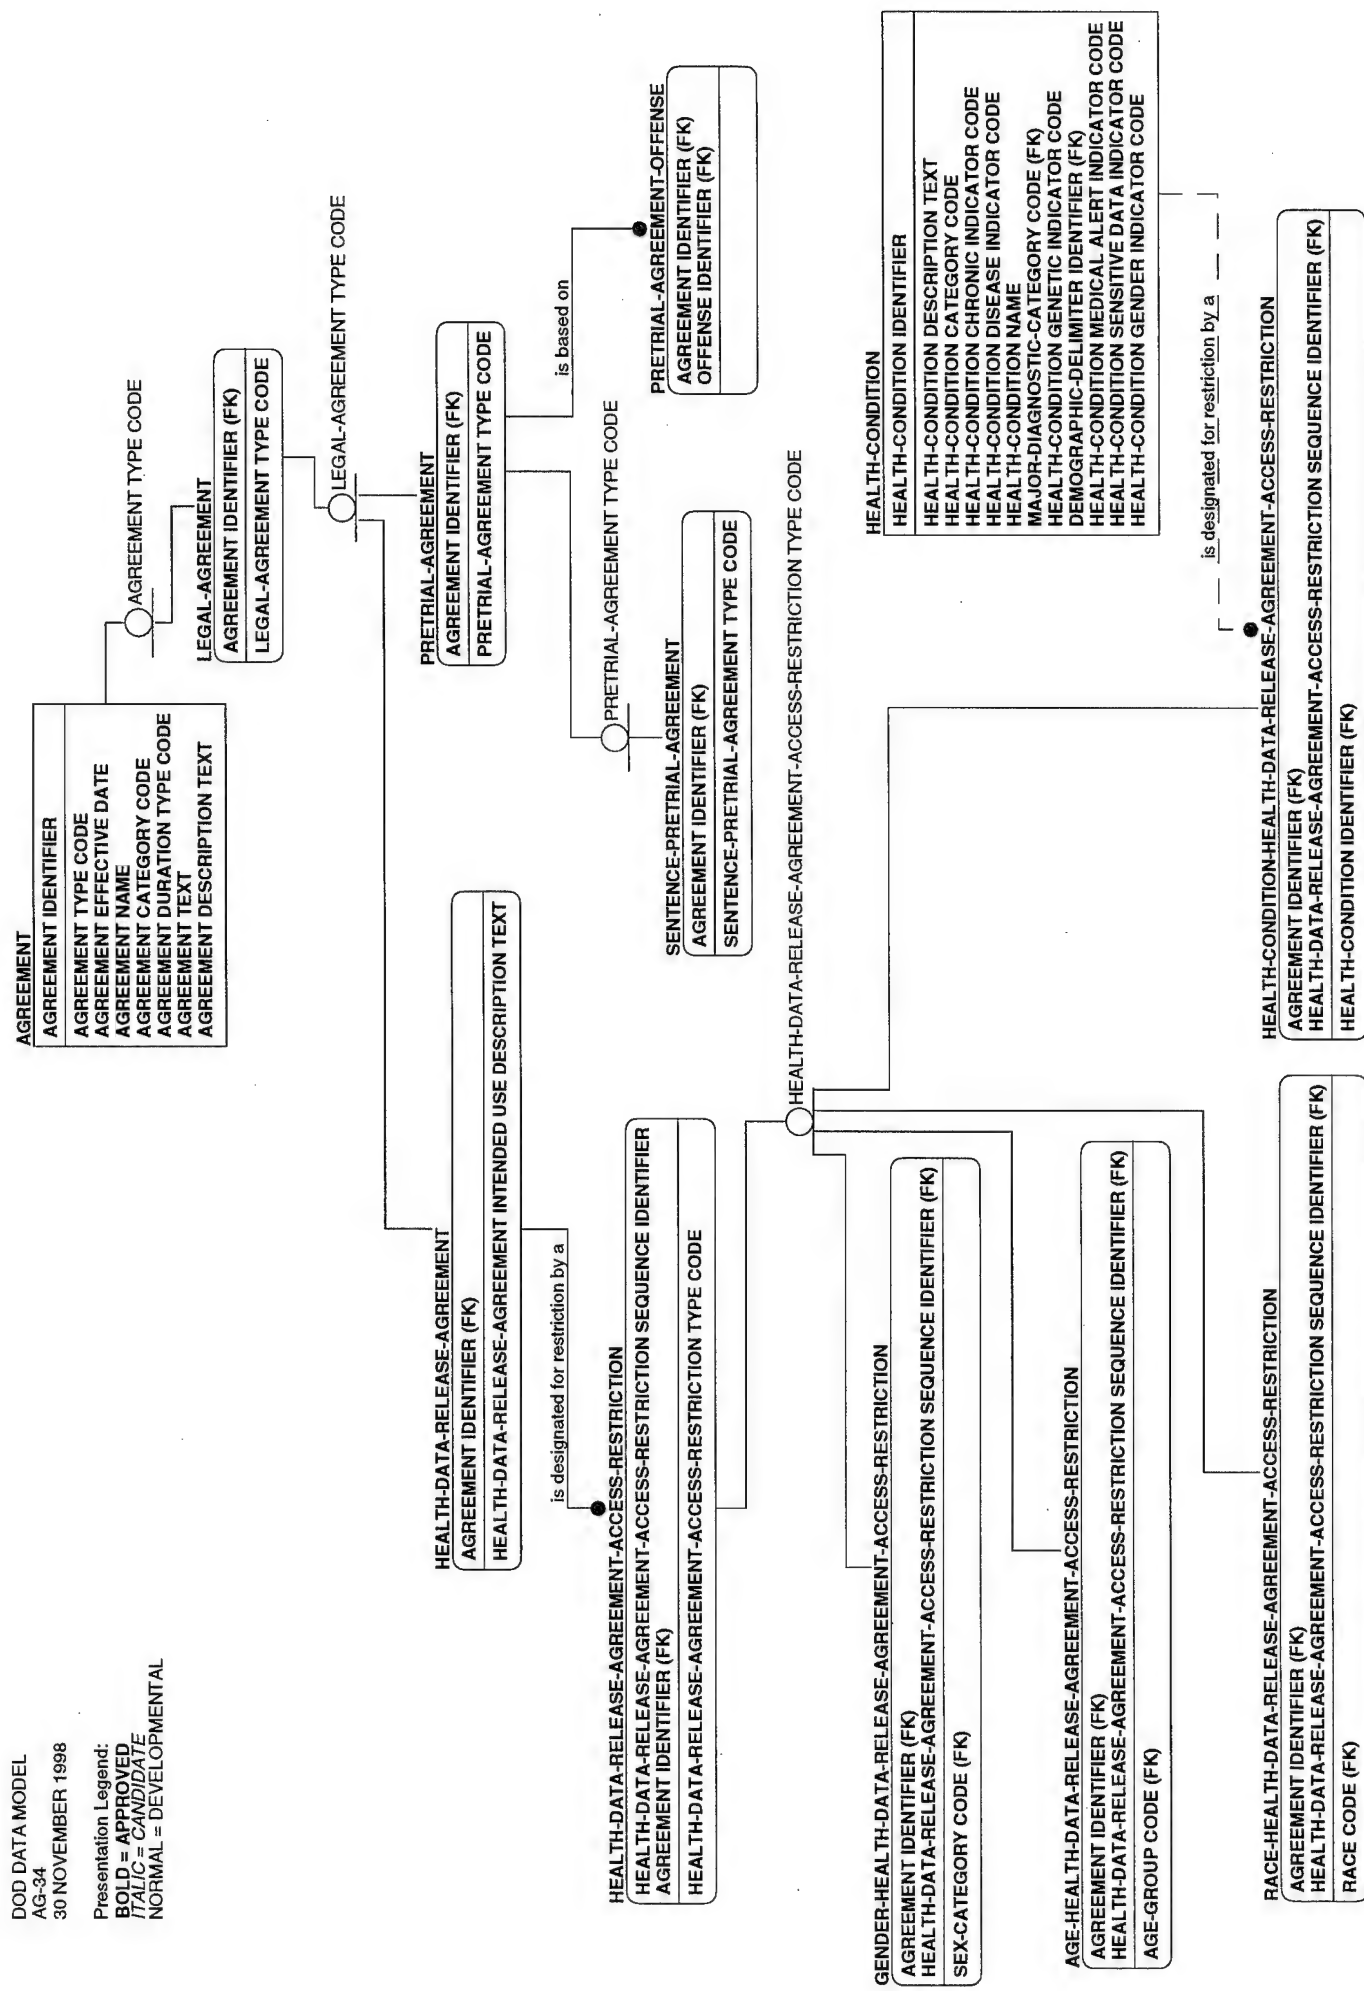 DOD DATA MODEL
AG-34
30 NOVEMBER 1998
Presentation Legend:
BOLD = APPROVED
ITALIC = CANDIDATE
NORMAL = DEVELOPMENTAL
AGREEMENT
AGREEMENT IDENTIFIER
AGREEMENT TYPE CODE
AGREEMENT EFFECTIVE DATE
AGREEMENT NAME
AGREEMENT CATEGORY CODE
AGREEMENT DURATION TYPE CODE
AGREEMENT TEXT
AGREEMENT DESCRIPTION TEXT
AGREEMENT TYPE CODE
LEGAL-AGREEMENT
AGREEMENT IDENTIFIER (FK)
LEGAL-AGREEMENT TYPE CODE
LEGAL-AGREEMENT TYPE CODE
HEALTH-DATA-RELEASE-AGREEMENT
AGREEMENT IDENTIFIER (FK)
HEALTH-DATA-RELEASE-AGREEMENT INTENDED USE DESCRIPTION TEXT
is designated for restriction by a
PRETRIAL-AGREEMENT
AGREEMENT IDENTIFIER (FK)
PRETRIAL-AGREEMENT TYPE CODE
is based on
PRETRIAL-AGREEMENT-OFFENSE
AGREEMENT IDENTIFIER (FK)
OFFENSE IDENTIFIER (FK)
PRETRIAL-AGREEMENT TYPE CODE
SENTENCE-PRETRIAL-AGREEMENT
AGREEMENT IDENTIFIER (FK)
SENTENCE-PRETRIAL-AGREEMENT TYPE CODE
HEALTH-DATA-RELEASE-AGREEMENT-ACCESS-RESTRICTION
HEALTH-DATA-RELEASE-AGREEMENT-ACCESS-RESTRICTION SEQUENCE IDENTIFIER
AGREEMENT IDENTIFIER (FK)
HEALTH-DATA-RELEASE-AGREEMENT-ACCESS-RESTRICTION TYPE CODE
HEALTH-DATA-RELEASE-AGREEMENT-ACCESS-RESTRICTION TYPE CODE
GENDER-HEALTH-DATA-RELEASE-AGREEMENT-ACCESS-RESTRICTION
AGREEMENT IDENTIFIER (FK)
HEALTH-DATA-RELEASE-AGREEMENT-ACCESS-RESTRICTION SEQUENCE IDENTIFIER (FK)
SEX-CATEGORY CODE (FK)
AGE-HEALTH-DATA-RELEASE-AGREEMENT-ACCESS-RESTRICTION
AGREEMENT IDENTIFIER (FK)
HEALTH-DATA-RELEASE-AGREEMENT-ACCESS-RESTRICTION SEQUENCE IDENTIFIER (FK)
AGE-GROUP CODE (FK)
RACE-HEALTH-DATA-RELEASE-AGREEMENT-ACCESS-RESTRICTION
AGREEMENT IDENTIFIER (FK)
HEALTH-DATA-RELEASE-AGREEMENT-ACCESS-RESTRICTION SEQUENCE IDENTIFIER (FK)
RACE CODE (FK)
HEALTH-CONDITION
HEALTH-CONDITION IDENTIFIER
HEALTH-CONDITION DESCRIPTION TEXT
HEALTH-CONDITION CATEGORY CODE
HEALTH-CONDITION CHRONIC INDICATOR CODE
HEALTH-CONDITION DISEASE INDICATOR CODE
HEALTH-CONDITION NAME
MAJOR-DIAGNOSTIC-CATEGORY CODE (FK)
HEALTH-CONDITION GENETIC INDICATOR CODE
DEMOGRAPHIC-DELIMITER IDENTIFIER (FK)
HEALTH-CONDITION MEDICAL ALERT INDICATOR CODE
HEALTH-CONDITION SENSITIVE DATA INDICATOR CODE
HEALTH-CONDITION GENDER INDICATOR CODE
is designated for restriction by a
HEALTH-CONDITION-HEALTH-DATA-RELEASE-AGREEMENT-ACCESS-RESTRICTION
AGREEMENT IDENTIFIER (FK)
HEALTH-DATA-RELEASE-AGREEMENT-ACCESS-RESTRICTION SEQUENCE IDENTIFIER (FK)
HEALTH-CONDITION IDENTIFIER (FK)